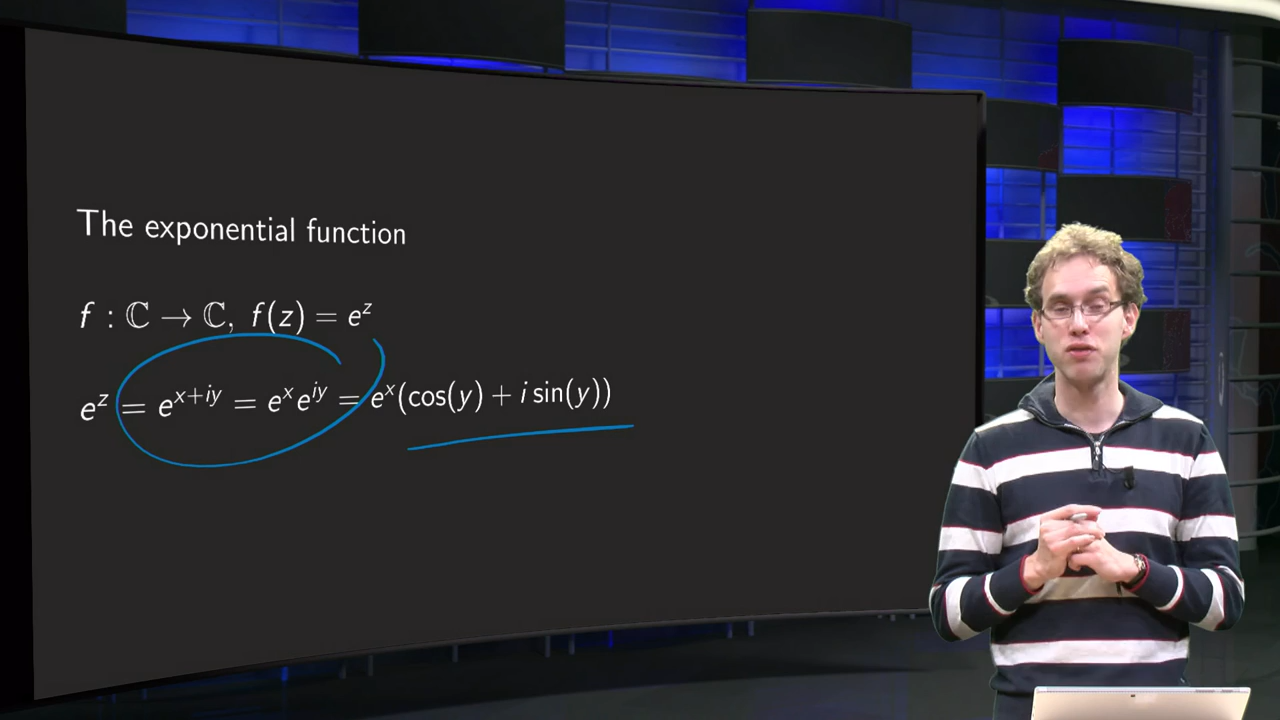 The exponential function
f : ℂ → ℂ, f(z) = e^z
e^z = e^{x+iy} = e^x e^{iy} = e^x(cos(y) + i sin(y))